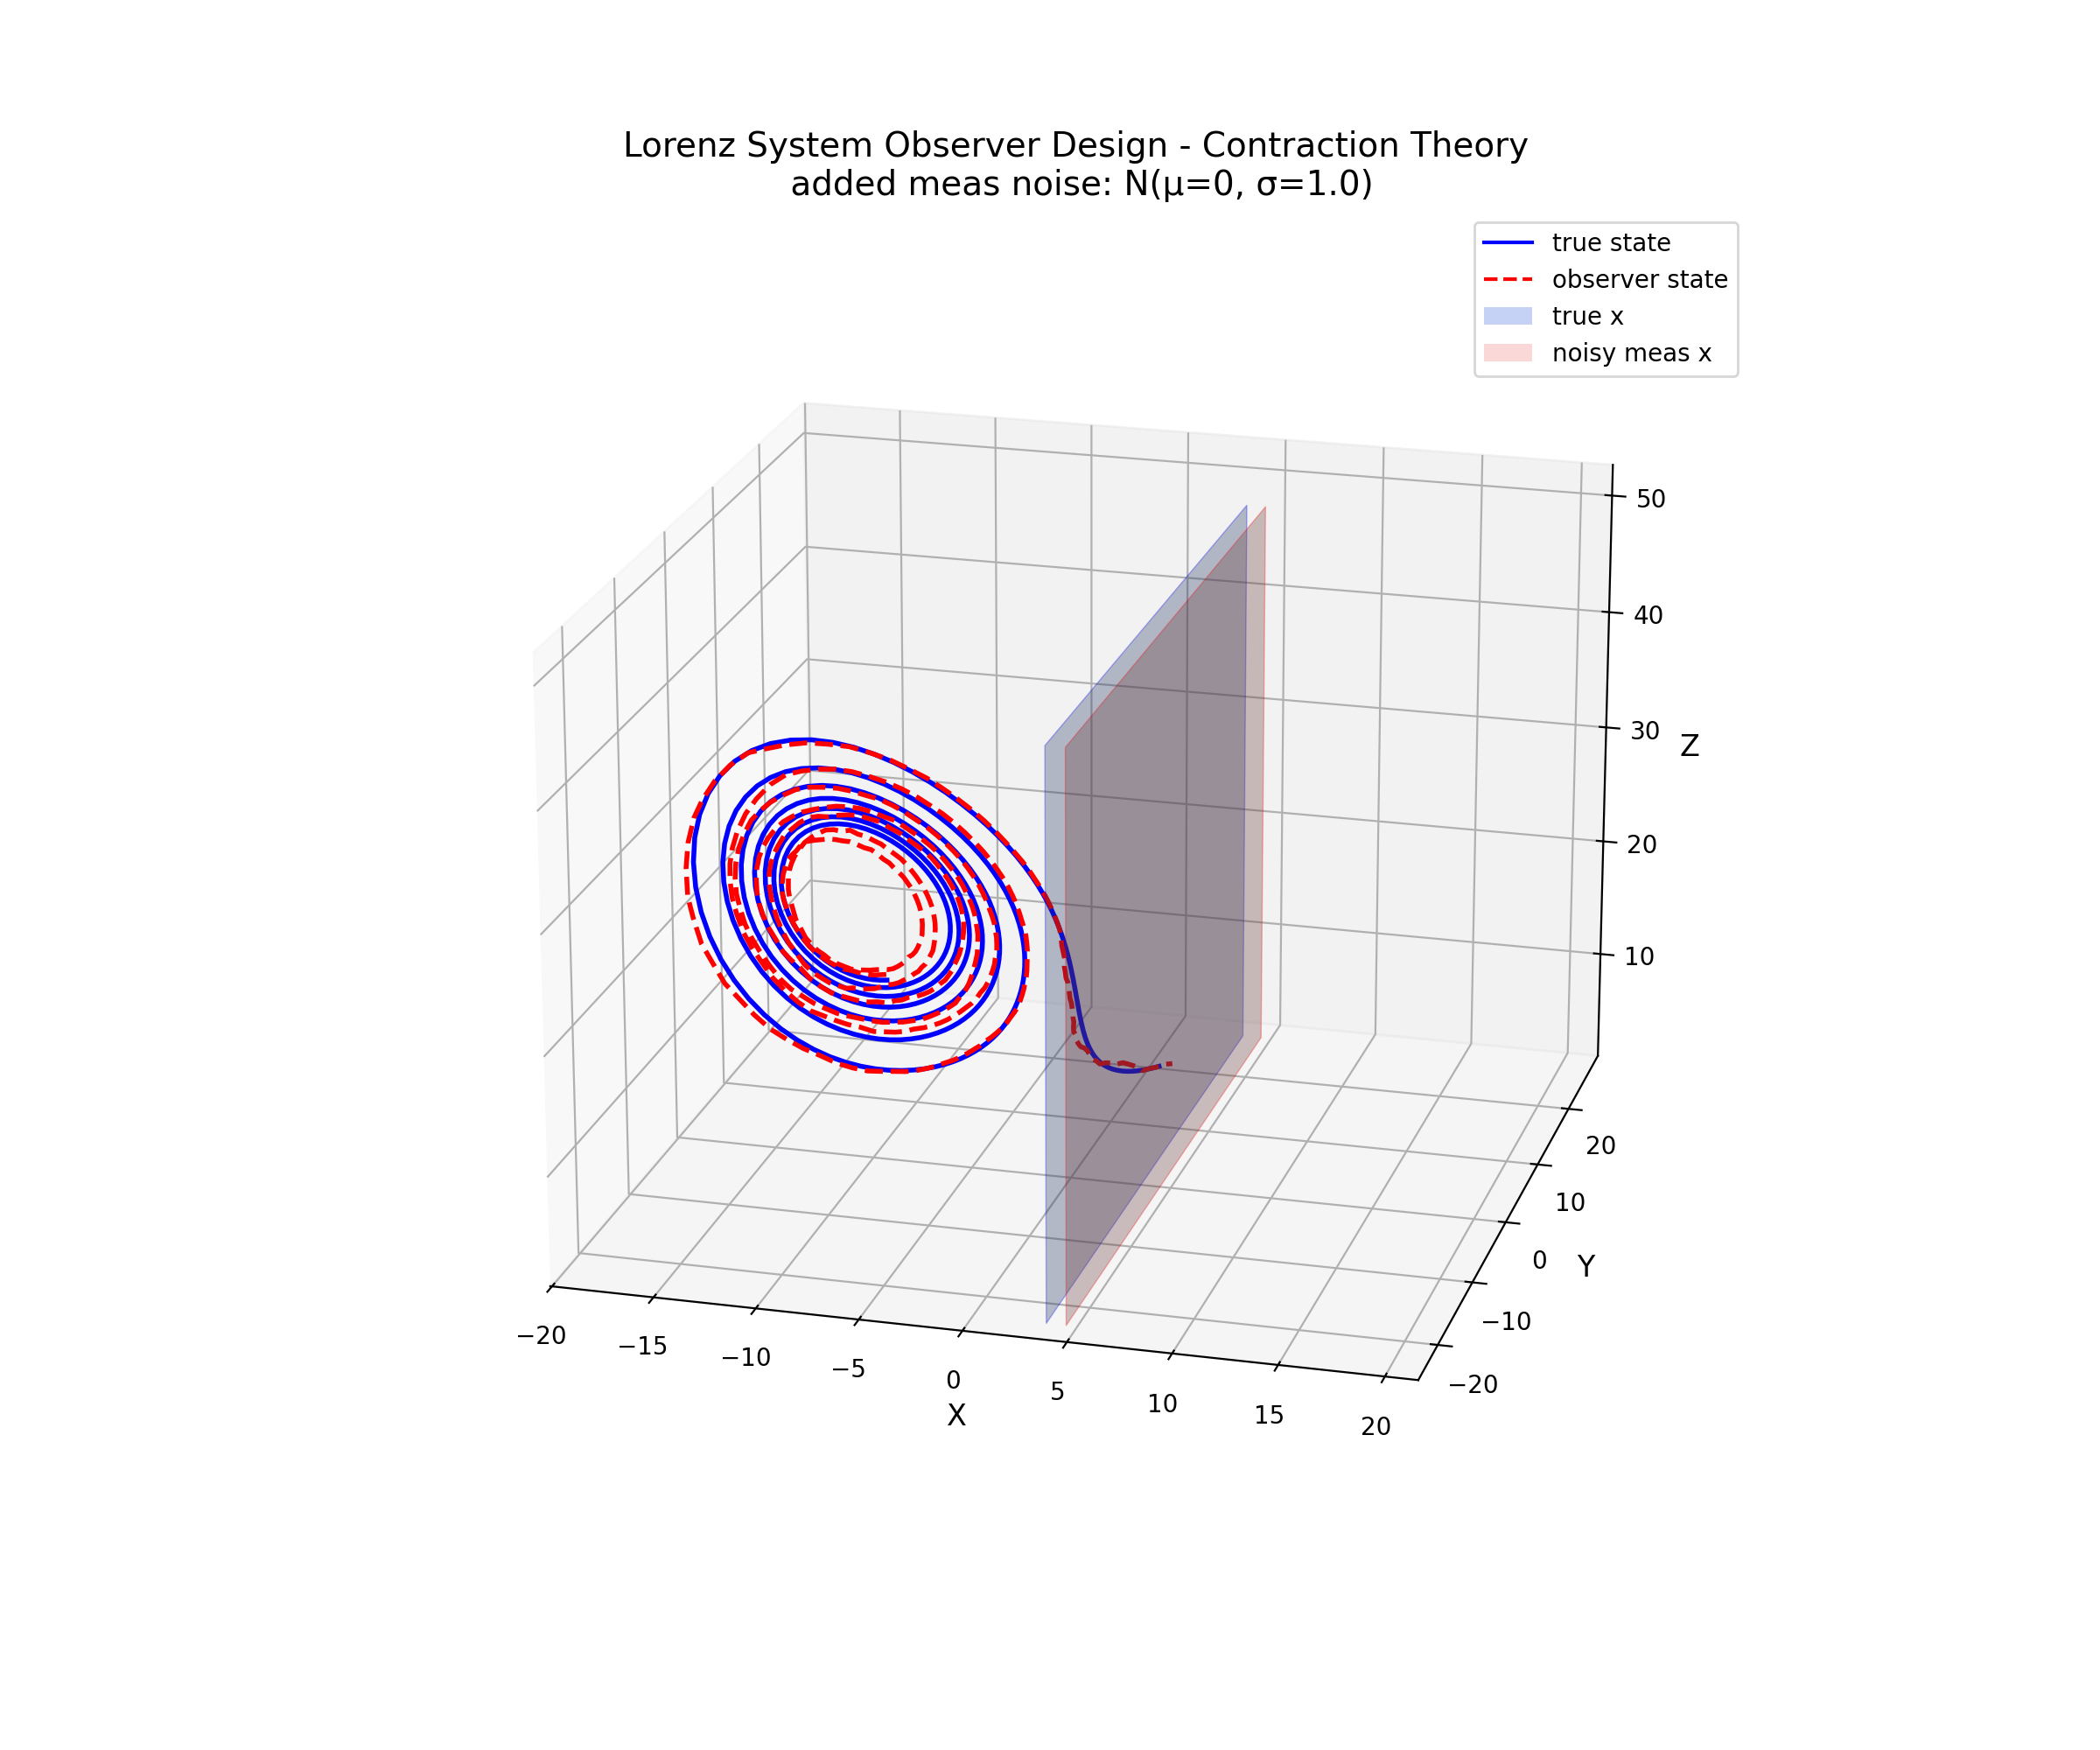 Lorenz System Observer Design - Contraction Theory
added meas noise: N(μ=0, σ=1.0)
true state
observer state
true x
noisy meas x
50
40
30
Z
20
10
20
10
0
Y
−10
−20
−20
−15
−10
−5
0
5
10
15
20
X